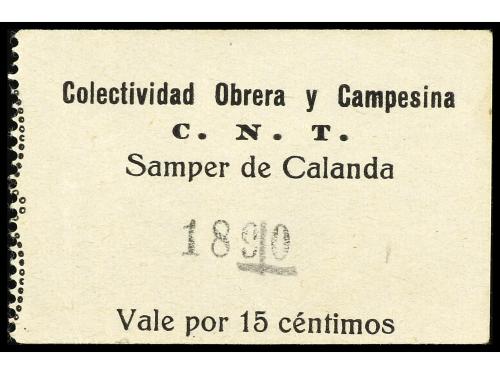 Colectividad Obrera y Campesina
C. N. T.
Samper de Calanda
1890
Vale por 15 céntimos